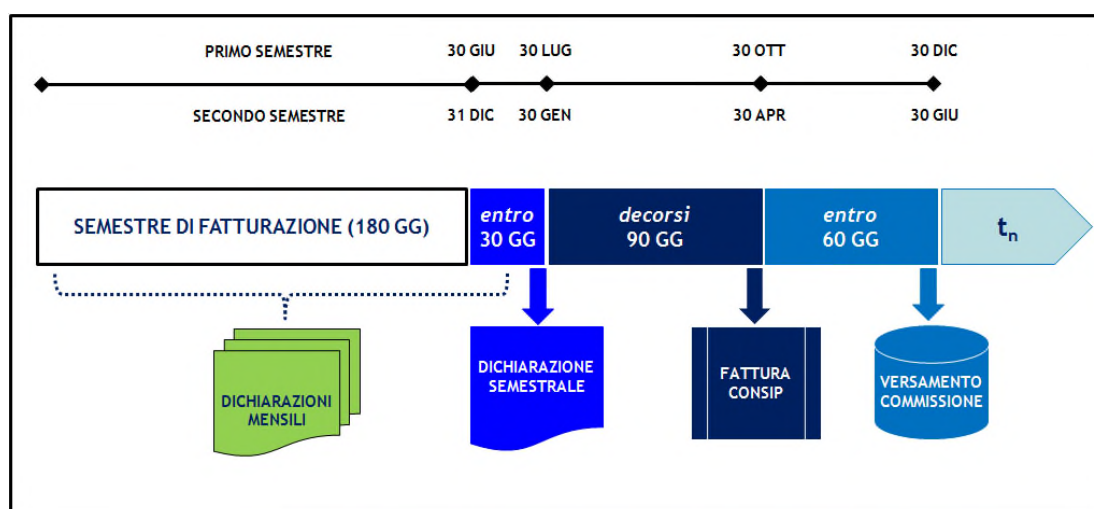 PRIMO SEMESTRE
30 GIU
30 LUG
30 OTT
30 DIC
SECONDO SEMESTRE
31 DIC
30 GEN
30 APR
30 GIU
SEMESTRE DI FATTURAZIONE (180 GG)
entro
30 GG
decorsi
90 GG
entro
60 GG
tn
DICHIARAZIONI
MENSILI
DICHIARAZIONE
SEMESTRALE
FATTURA
CONSIP
VERSAMENTO
COMMISSIONE